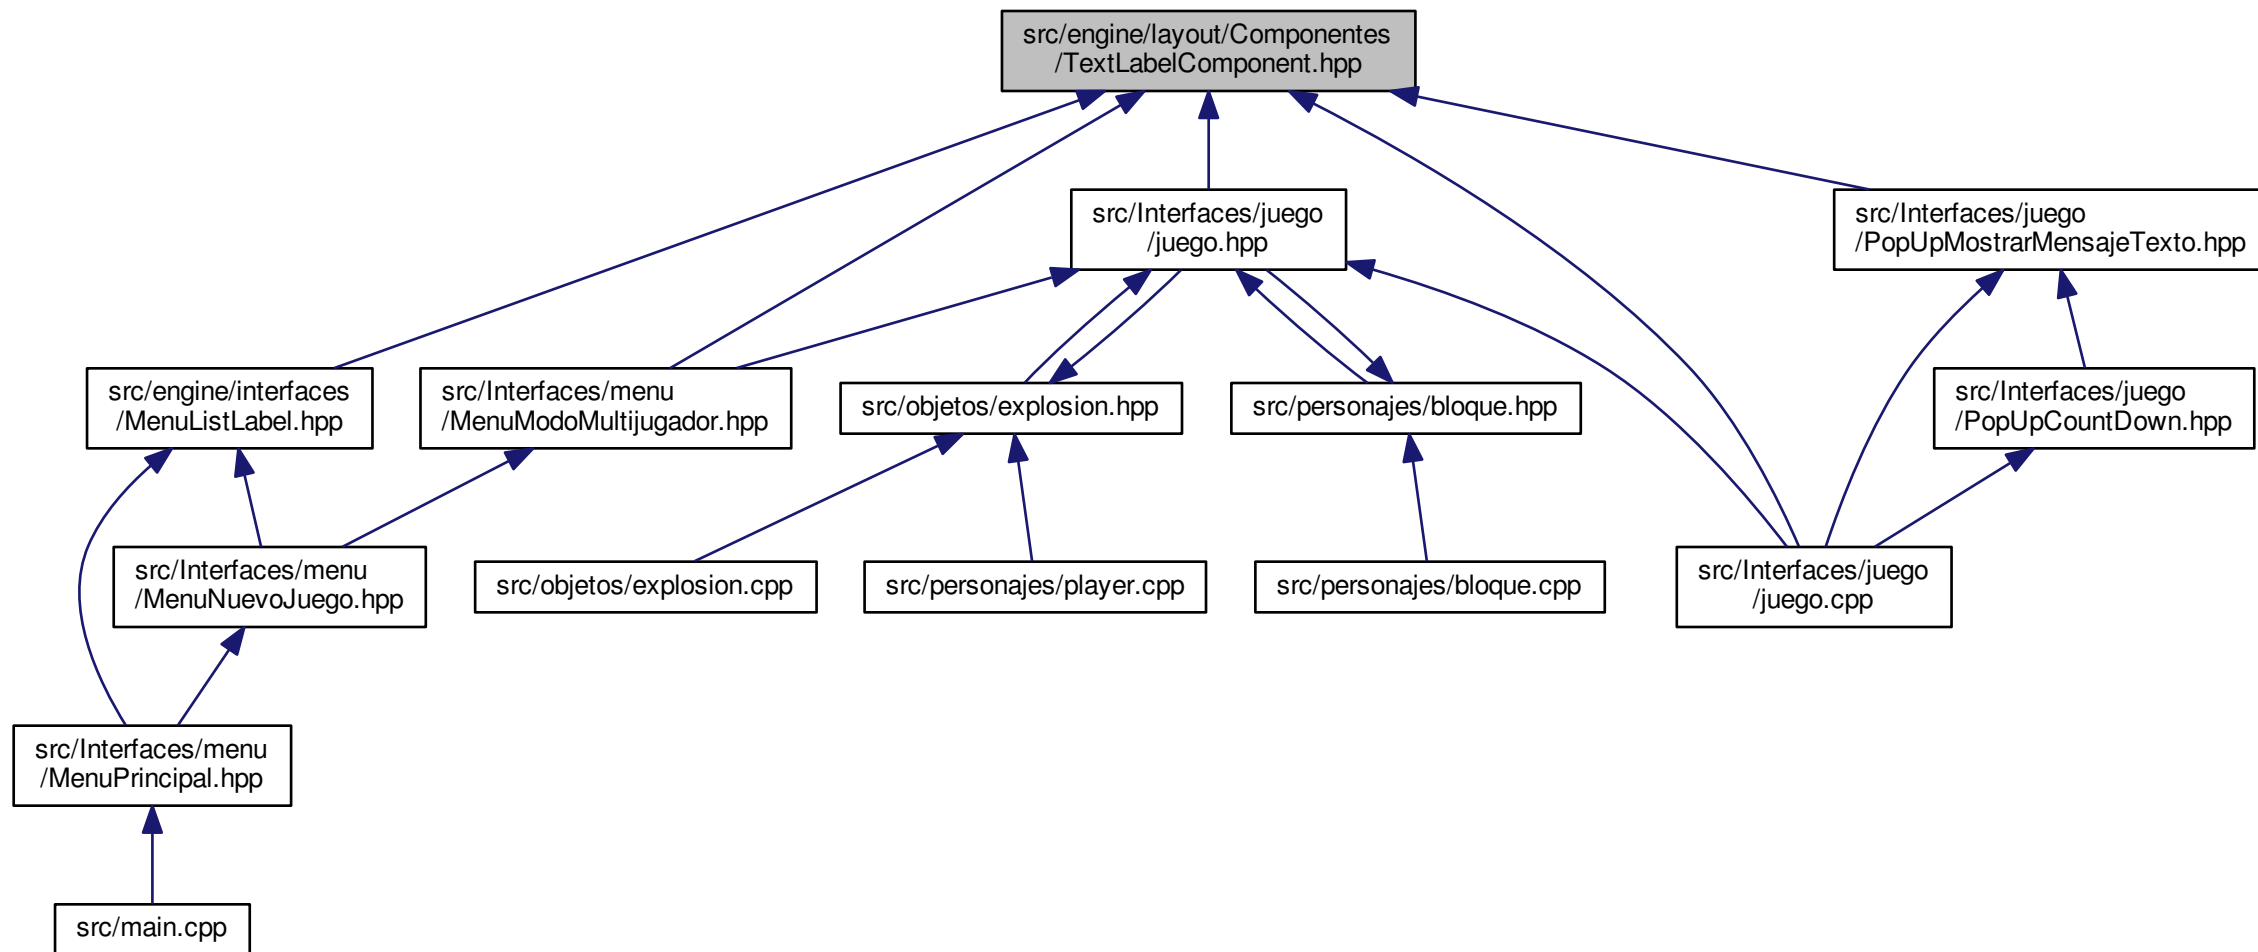 src/engine/layout/Componentes
/TextLabelComponent.hpp
src/Interfaces/juego
/juego.hpp
src/Interfaces/juego
/PopUpMostrarMensajeTexto.hpp
src/engine/interfaces
/MenuListLabel.hpp
src/Interfaces/menu
/MenuModoMultijugador.hpp
src/objetos/explosion.hpp
src/personajes/bloque.hpp
src/Interfaces/juego
/PopUpCountDown.hpp
src/Interfaces/menu
/MenuNuevoJuego.hpp
src/objetos/explosion.cpp
src/personajes/player.cpp
src/personajes/bloque.cpp
src/Interfaces/juego
/juego.cpp
src/Interfaces/menu
/MenuPrincipal.hpp
src/main.cpp